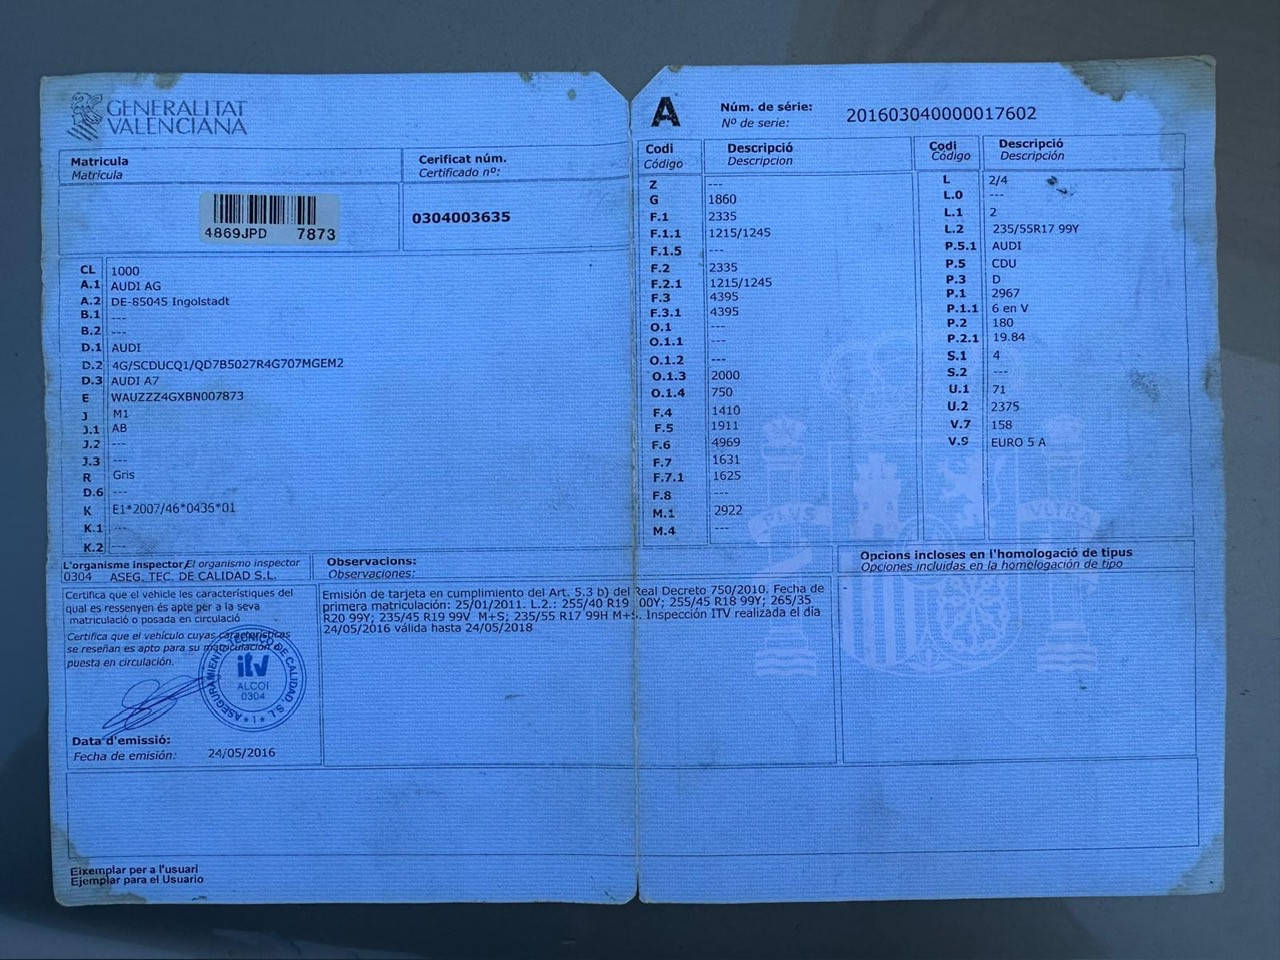 GENERALITAT
VALENCIANA
Matrícula
Matrícula
Cerificat núm.
Certificado nº:
4869JPD 7873
0304003635
CL 1000
A.1 AUDI AG
A.2 DE-85045 Ingolstadt
B.1 ---
B.2 ---
D.1 AUDI
D.2 4G/SCDUCQ1/QD7B5027R4G707MGEM2
D.3 AUDI A7
E WAUZZZ4GXBN007873
J M1
J.1 AB
J.2 ---
J.3 ---
R Gris
D.6 ---
K E1*2007/46*0436*01
K.1 ---
K.2 ---
L'organisme inspector/El organismo inspector
0304 ASEG. TEC. DE CALIDAD S.L.
Certifica que el vehicle les característiques del
qual es ressenyen és apte per a la seva
matriculació o posada en circulació
Certifica que el vehículo cuyas características
se reseñan es apto para su matriculación o
puesta en circulación.
ASEGURAMIENTO TÉCNICO DE CALIDAD, S.L.
itv
ALCOI
0304
* 1 *
Data d'emissió:
Fecha de emisión: 24/05/2016
Observacions:
Observaciones:
Emisión de tarjeta en cumplimiento del Art. 5.3 b) del Real Decreto 750/2010. Fecha de
primera matriculación: 25/01/2011. L.2.: 255/40 R19 00Y; 255/45 R18 99Y; 265/35
R20 99Y; 235/45 R19 99V M+S; 235/55 R17 99H M+S. Inspección ITV realizada el día
24/05/2016 válida hasta 24/05/2018
Eixemplar per a l'usuari
Ejemplar para el Usuario
A
Núm. de série:
Nº de serie:
201603040000017602
Codi
Código
Descripció
Descripcion
Z ---
G 1860
F.1 2335
F.1.1 1215/1245
F.1.5 ---
F.2 2335
F.2.1 1215/1245
F.3 4395
F.3.1 4395
O.1 ---
O.1.1 ---
O.1.2 ---
O.1.3 2000
O.1.4 750
F.4 1410
F.5 1911
F.6 4969
F.7 1631
F.7.1 1625
F.8 ---
M.1 2922
M.4 ---
Codi
Código
Descripció
Descripción
L 2/4
L.0 ---
L.1 2
L.2 235/55R17 99Y
P.5.1 AUDI
P.5 CDU
P.3 D
P.1 2967
P.1.1 6 en V
P.2 180
P.2.1 19.84
S.1 4
S.2 ---
U.1 71
U.2 2375
V.7 158
V.9 EURO 5 A
PLVS VLTRA
Opcions incloses en l'homologació de tipus
Opciones incluidas en la homologación de tipo
-